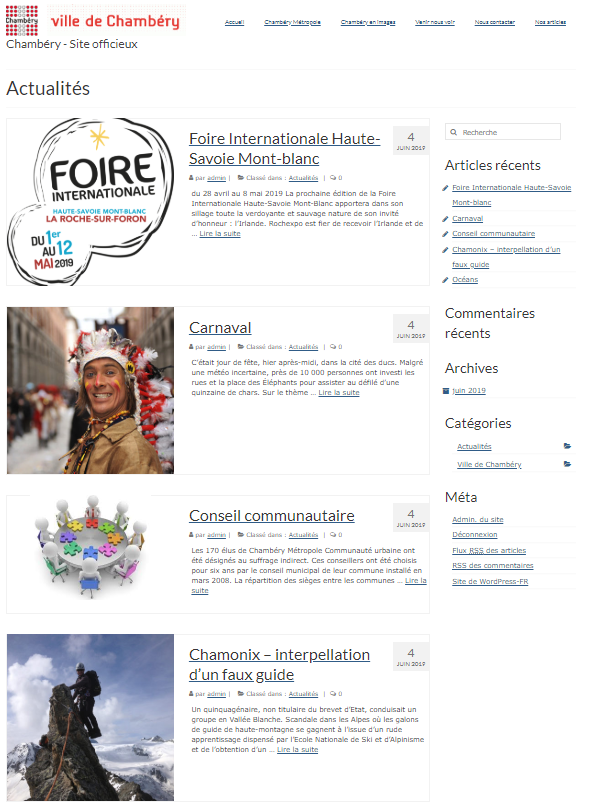 Chambéry
ville de Chambéry
Accueil
Chambéry Métropole
Chambéry en images
Venir nous voir
Nous contacter
Nos articles
Chambéry - Site officieux
Actualités
FOIRE
INTERNATIONALE
HAUTE-SAVOIE MONT-BLANC
LA ROCHE-SUR-FORON
DU 1er
AU 12
MAI 2019
Foire Internationale Haute-
Savoie Mont-blanc
4
JUIN 2019
par admin | Classé dans : Actualités | 0
du 28 avril au 8 mai 2019 La prochaine édition de la Foire
Internationale Haute-Savoie Mont-Blanc apportera dans son
sillage toute la verdoyante et sauvage nature de son invité
d’honneur : l’Irlande. Rochexpo est fier de recevoir l’Irlande et de
… Lire la suite
Carnaval
4
JUIN 2019
par admin | Classé dans : Actualités | 0
C’était jour de fête, hier après-midi, dans la cité des ducs. Malgré
une météo incertaine, près de 10 000 personnes ont investi les
rues et la place des Éléphants pour assister au défilé d’une
quinzaine de chars. Sur le thème … Lire la suite
Conseil communautaire
4
JUIN 2019
par admin | Classé dans : Actualités | 0
Les 170 élus de Chambéry Métropole Communauté urbaine ont
été désignés au suffrage indirect. Ces conseillers ont été choisis
pour six ans par le conseil municipal de leur commune installé en
mars 2008. La répartition des sièges entre les communes … Lire la
suite
Chamonix – interpellation
d’un faux guide
4
JUIN 2019
par admin | Classé dans : Actualités | 0
Un quinquagénaire, non titulaire du brevet d’Etat, conduisait un
groupe en Vallée Blanche. Scandale dans les Alpes où les galons
de guide de haute-montagne se gagnent à l’issue d’un rude
apprentissage dispensé par l’Ecole Nationale de Ski et d’Alpinisme
et de l’obtention d’un … Lire la suite
Recherche
Articles récents
Foire Internationale Haute-Savoie
Mont-blanc
Carnaval
Conseil communautaire
Chamonix – interpellation d’un
faux guide
Océans
Commentaires
récents
Archives
juin 2019
Catégories
Actualités
Ville de Chambéry
Méta
Admin. du site
Déconnexion
Flux RSS des articles
RSS des commentaires
Site de WordPress-FR